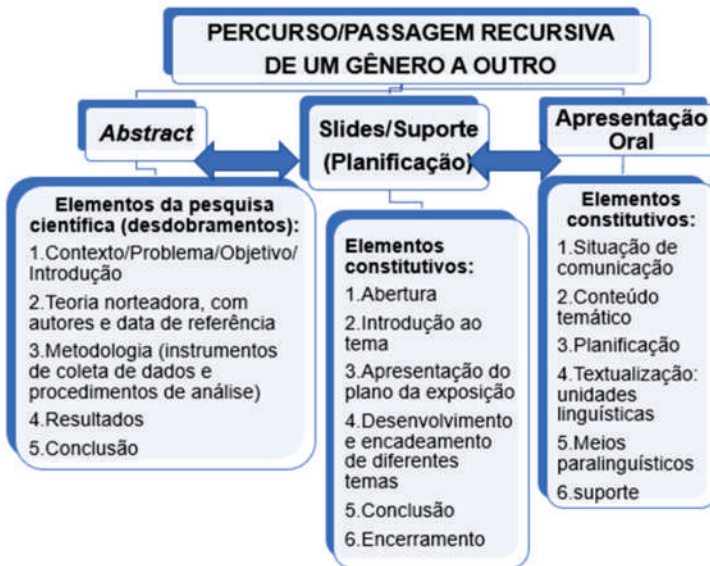 PERCURSO/PASSAGEM RECURSIVA
DE UM GÊNERO A OUTRO
Abstract
Elementos da pesquisa
científica (desdobramentos):
1.Contexto/Problema/Objetivo/
Introdução
2.Teoria norteadora, com
autores e data de referência
3.Metodologia (instrumentos
de coleta de dados e
procedimentos de análise)
4.Resultados
5.Conclusão
Slides/Suporte
(Planificação)
Elementos
constitutivos:
1.Abertura
2.Introdução ao
tema
3.Apresentação do
plano da exposição
4.Desenvolvimento
e encadeamento
de diferentes
temas
5.Conclusão
6.Encerramento
Apresentação
Oral
Elementos
constitutivos:
1.Situação de
comunicação
2.Conteúdo
temático
3.Planificação
4.Textualização:
unidades
linguísticas
5.Meios
paralinguísticos
6.suporte